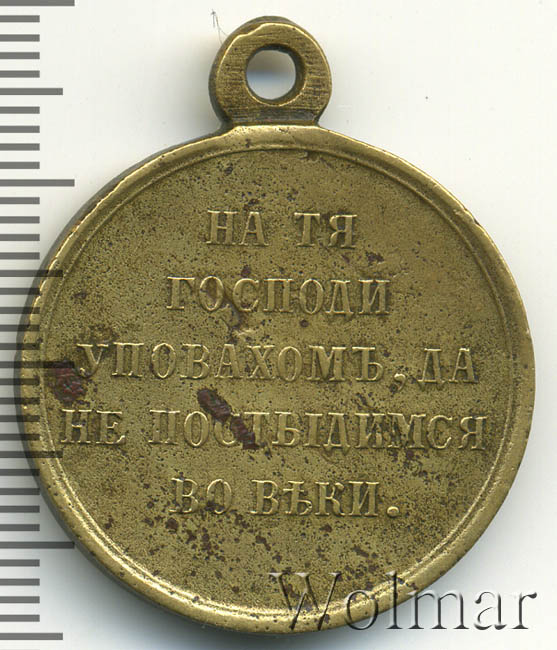 НА ТЯ
ГОСПОДИ
УПОВАХОМЪ, ДА
НЕ ПОСТЫДИМСЯ
ВО ВѢКИ.
Wolmar